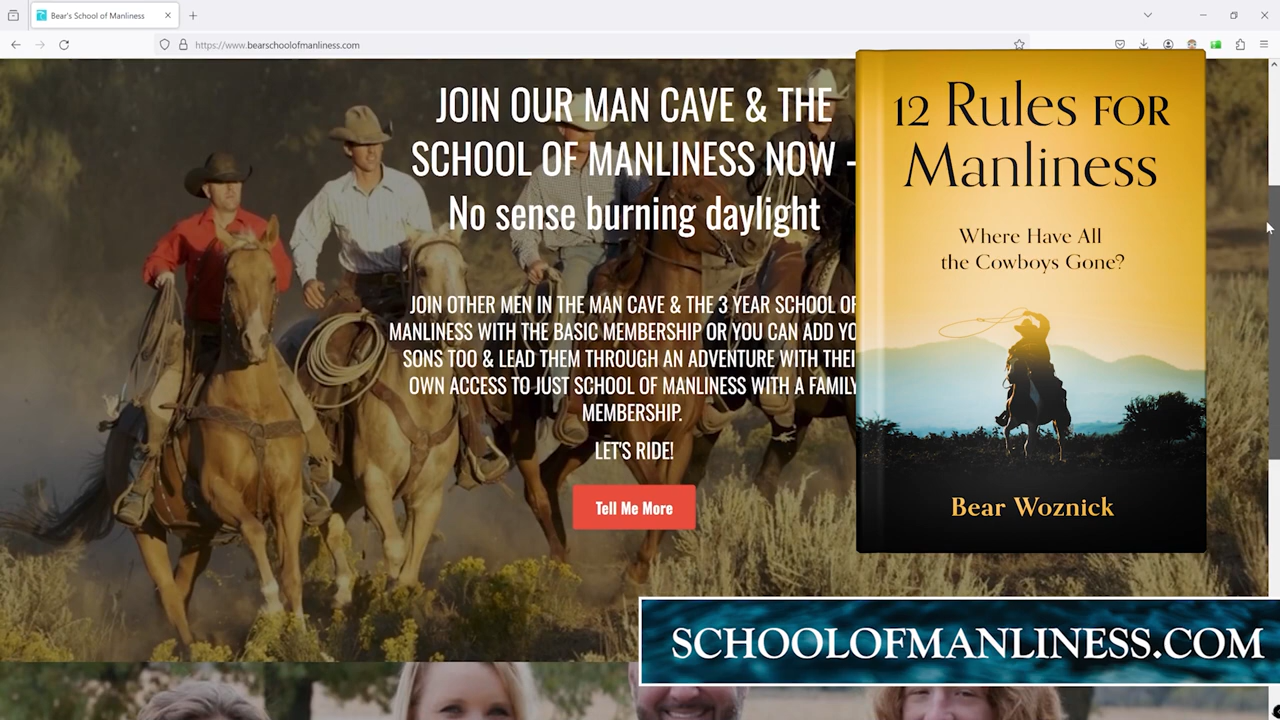 Bear's School of Manliness
https://www.bearschoolofmanliness.com
JOIN OUR MAN CAVE & THE
SCHOOL OF MANLINESS NOW -
No sense burning daylight
JOIN OTHER MEN IN THE MAN CAVE & THE 3 YEAR SCHOOL OF
MANLINESS WITH THE BASIC MEMBERSHIP OR YOU CAN ADD YO
SONS TOO & LEAD THEM THROUGH AN ADVENTURE WITH THEI
OWN ACCESS TO JUST SCHOOL OF MANLINESS WITH A FAMILY
MEMBERSHIP.
LET'S RIDE!
Tell Me More
12 Rules FOR
Manliness
Where Have All
the Cowboys Gone?
Bear Woznick
SCHOOLOFMANLINESS.COM